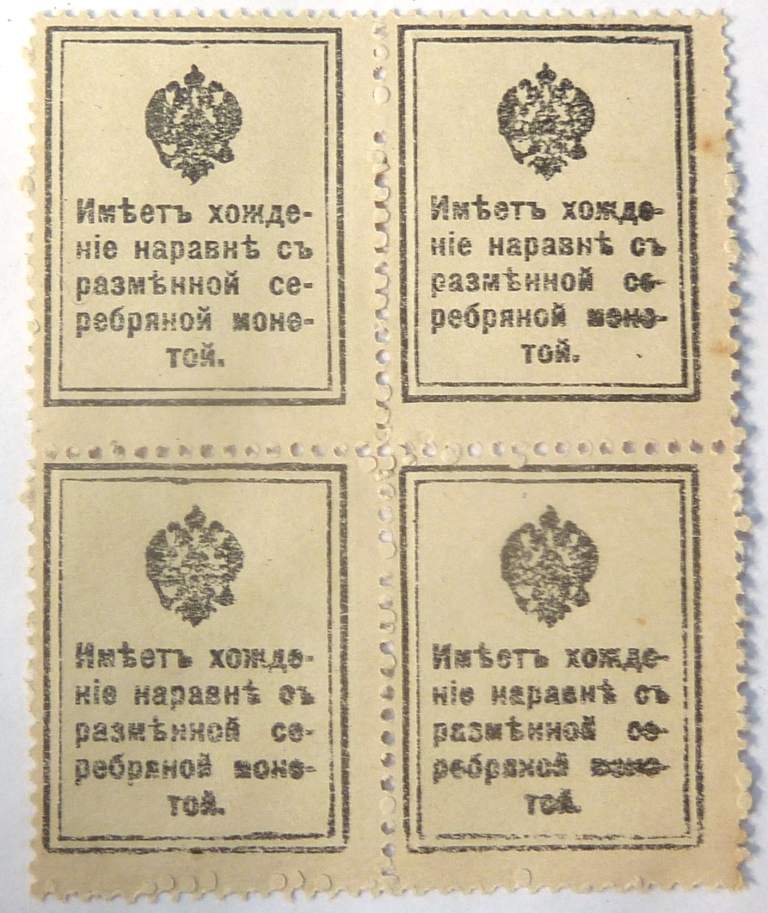 Имѣетъ хожде-
ніе наравнѣ съ
размѣнной се-
ребряной моне-
той.
Имѣетъ хожде-
ніе наравнѣ съ
размѣнной се-
ребряной моне-
той.
Имѣетъ хожде-
ніе наравнѣ съ
размѣнной се-
ребряной моне-
той.
Имѣетъ хожде-
ніе наравнѣ съ
размѣнной се-
ребряной моне-
той.